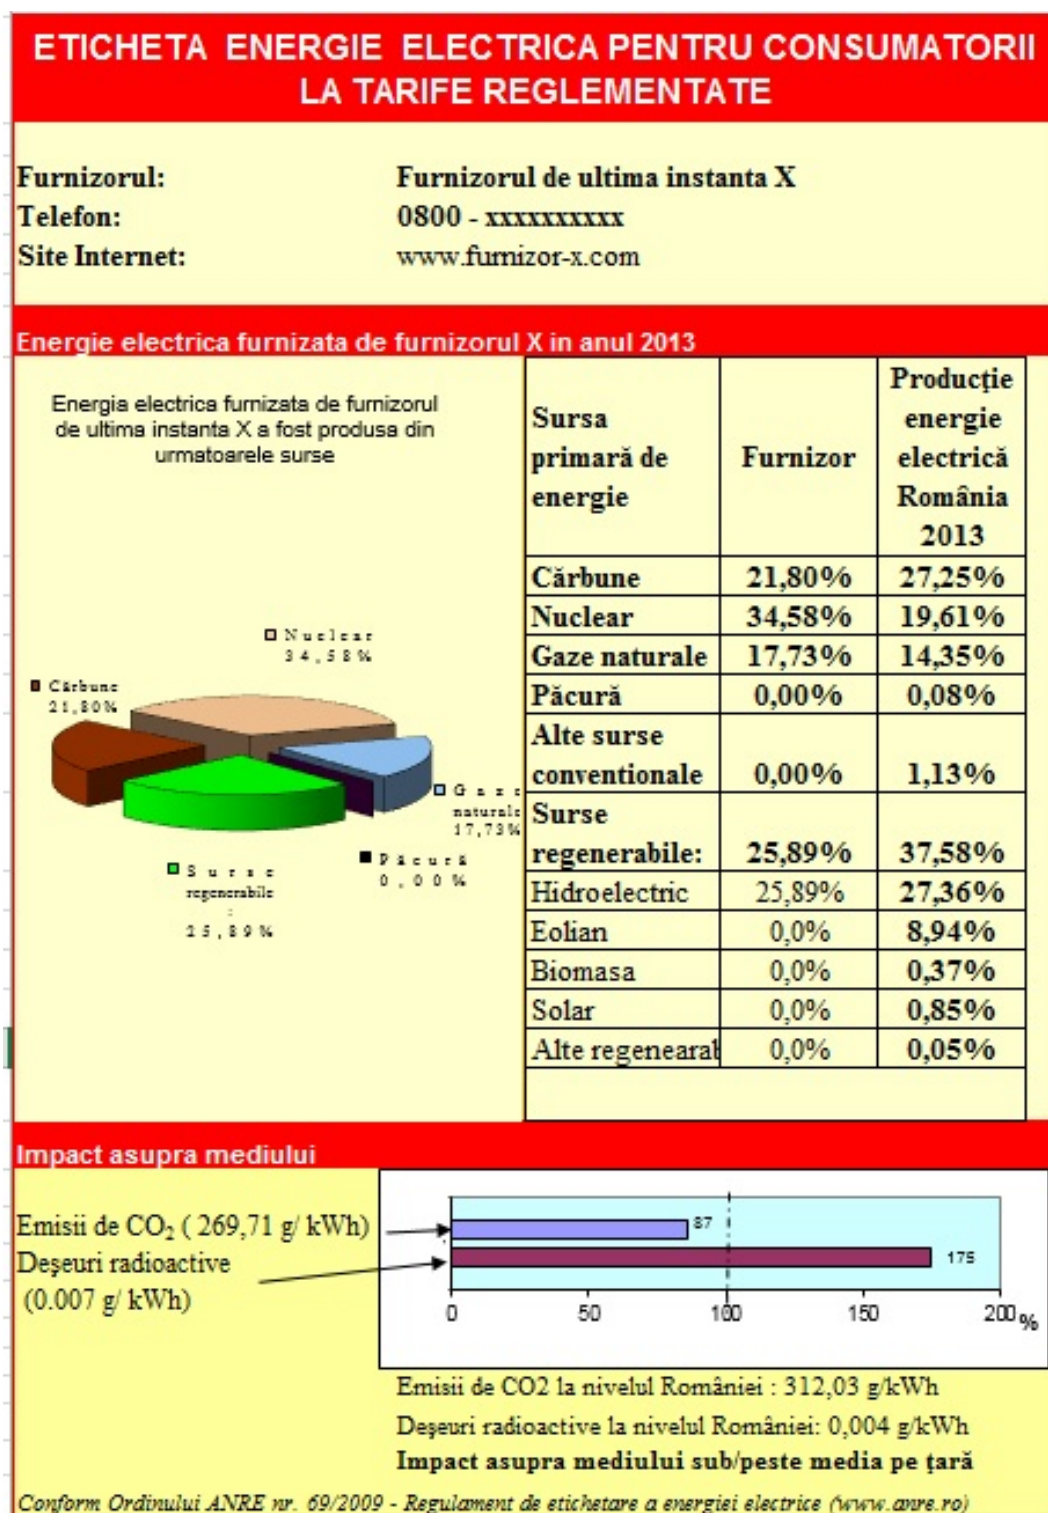 ETICHETA ENERGIE ELECTRICA PENTRU CONSUMATORII
LA TARIFE REGLEMENTATE
Furnizorul: Furnizorul de ultima instanta X
Telefon: 0800 - xxxxxxxxxx
Site Internet: www.furnizor-x.com
Energie electrica furnizata de furnizorul X in anul 2013
Energia electrica furnizata de furnizorul
de ultima instanta X a fost produsa din
urmatoarele surse
Nuclear
34,58%
Cărbune
21,80%
Gaze
naturale
17,73%
Păcură
0,00%
Surse
regenerabile
:
25,89%
Sursa
primară de
energie
Furnizor
Producţie
energie
electrică
România
2013
Cărbune 21,80% 27,25%
Nuclear 34,58% 19,61%
Gaze naturale 17,73% 14,35%
Păcură 0,00% 0,08%
Alte surse
conventionale 0,00% 1,13%
Surse
regenerabile: 25,89% 37,58%
Hidroelectric 25,89% 27,36%
Eolian 0,0% 8,94%
Biomasa 0,0% 0,37%
Solar 0,0% 0,85%
Alte regenearab 0,0% 0,05%
Impact asupra mediului
Emisii de CO₂ ( 269,71 g/ kWh)
Deşeuri radioactive
(0.007 g/ kWh)
87
175
0 50 100 150 200 %
Emisii de CO2 la nivelul României : 312,03 g/kWh
Deşeuri radioactive la nivelul României: 0,004 g/kWh
Impact asupra mediului sub/peste media pe ţară
Conform Ordinului ANRE nr. 69/2009 - Regulament de etichetare a energiei electrice (www.anre.ro)